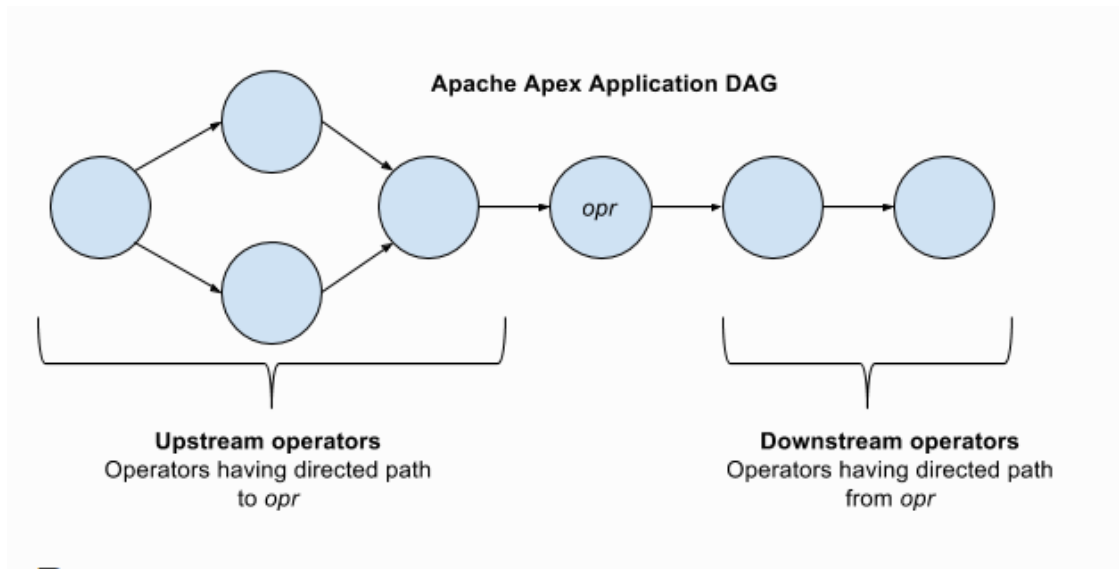 Apache Apex Application DAG
opr
Upstream operators
Operators having directed path
to opr
Downstream operators
Operators having directed path
from opr